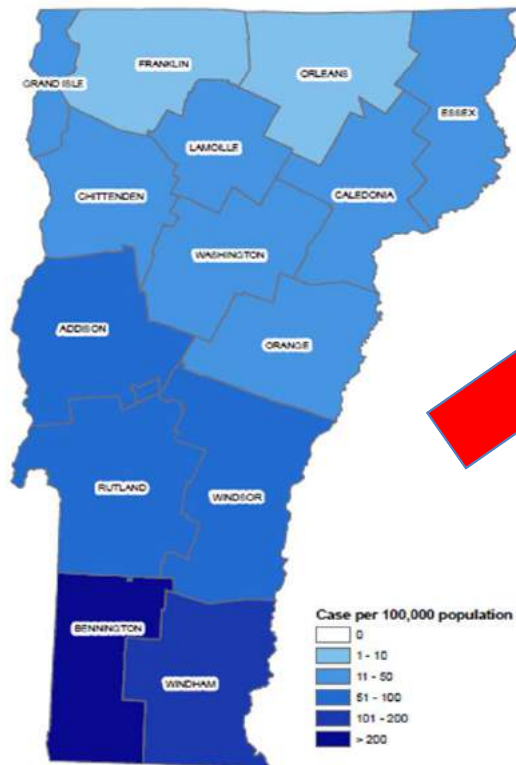 FRANKLIN
ORLEANS
GRAND ISLE
ESSEX
LAMOILLE
CHITTENDEN
CALEDONIA
WASHINGTON
ADDISON
ORANGE
RUTLAND
WINDSOR
BENNINGTON
WINDHAM
Case per 100,000 population
0
1 - 10
11 - 50
51 - 100
101 - 200
> 200